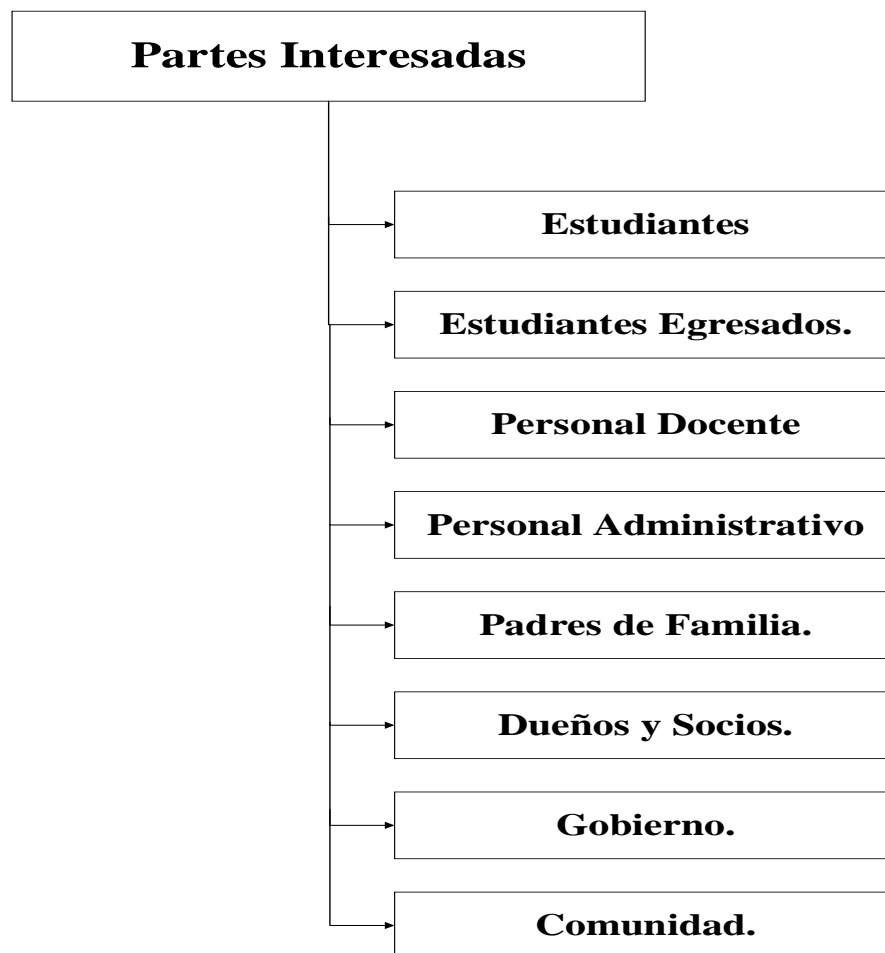 Partes Interesadas
Estudiantes
Estudiantes Egresados.
Personal Docente
Personal Administrativo
Padres de Familia.
Dueños y Socios.
Gobierno.
Comunidad.